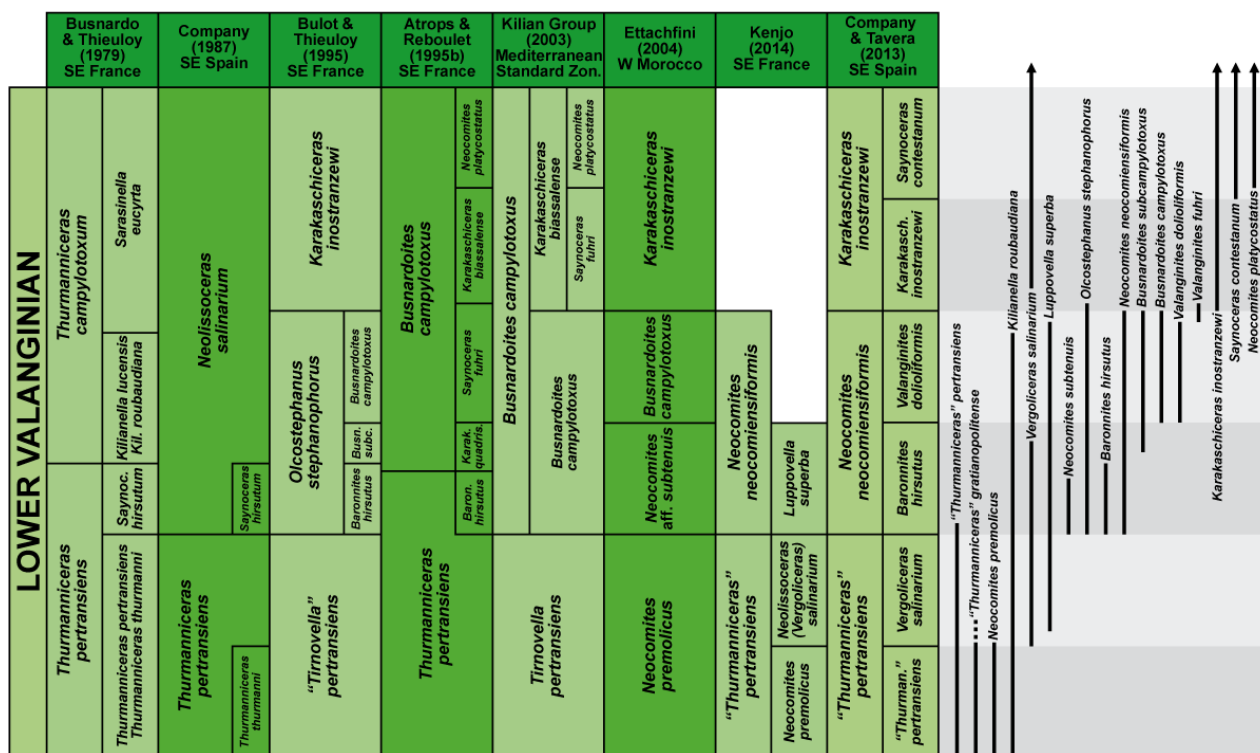 Busnardo
& Thieuloy
(1979)
SE France
Company
(1987)
SE Spain
Bulot &
Thieuloy
(1995)
SE France
Atrops &
Reboulet
(1995b)
SE France
Kilian Group
(2003)
Mediterranean
Standard Zon.
Ettachfini
(2004)
W Morocco
Kenjo
(2014)
SE France
Company
& Tavera
(2013)
SE Spain
LOWER VALANGINIAN
Thurmanniceras
campylotoxum
Thurmanniceras
pertransiens
Sarasinella
eucyrta
Kilianella lucensis
Kil. roubaudiana
Saynoc.
hirsutum
Thurmanniceras pertransiens
Thurmanniceras thurmanni
Neolissoceras
salinarium
Saynoceras
hirsutum
Thurmanniceras
pertransiens
Thurmanniceras
thurmanni
Karakaschiceras
inostranzewi
Olcostephanus
stephanophorus
Busnardoites
campylotoxus
Busn.
subc.
Baronnites
hirsutus
“Tirnovella”
pertransiens
Busnardoites
campylotoxus
Neocomites
platycostatus
Karakaschiceras
biassalense
Saynoceras
fuhri
Karak.
quadris.
Baron.
hirsutus
Thurmanniceras
pertransiens
Busnardoites campylotoxus
Karakaschiceras
biassalense
Neocomites
platycostatus
Saynoceras
fuhri
Busnardoites
campylotoxus
Tirnovella
pertransiens
Karakaschiceras
inostranzewi
Busnardoites
campylotoxus
Neocomites
aff. subtenuis
Neocomites
premolicus
Neocomites
neocomiensiformis
Luppovella
superba
“Thurmanniceras”
pertransiens
Neolissoceras
(Vergoliceras)
salinarium
Neocomites
premolicus
Karakaschiceras
inostranzewi
Saynoceras
contestanum
Karakasch.
inostranzewi
Neocomites
neocomiensiformis
Valanginites
dolioliformis
Baronnites
hirsutus
“Thurmanniceras”
pertransiens
Vergoliceras
salinarium
“Thurman.”
pertransiens
“Thurmanniceras” pertransiens
“Thurmanniceras” gratianopolitense
Neocomites premolicus
Kilianella roubaudiana
Vergoliceras salinarium
Luppovella superba
Neocomites subtenuis
Olcostephanus stephanophorus
Baronnites hirsutus
Neocomites neocomiensiformis
Busnardoites subcampylotoxus
Busnardoites campylotoxus
Valanginites dolioliformis
Valanginites fuhri
Karakaschiceras inostranzewi
Saynoceras contestanum
Neocomites platycostatus